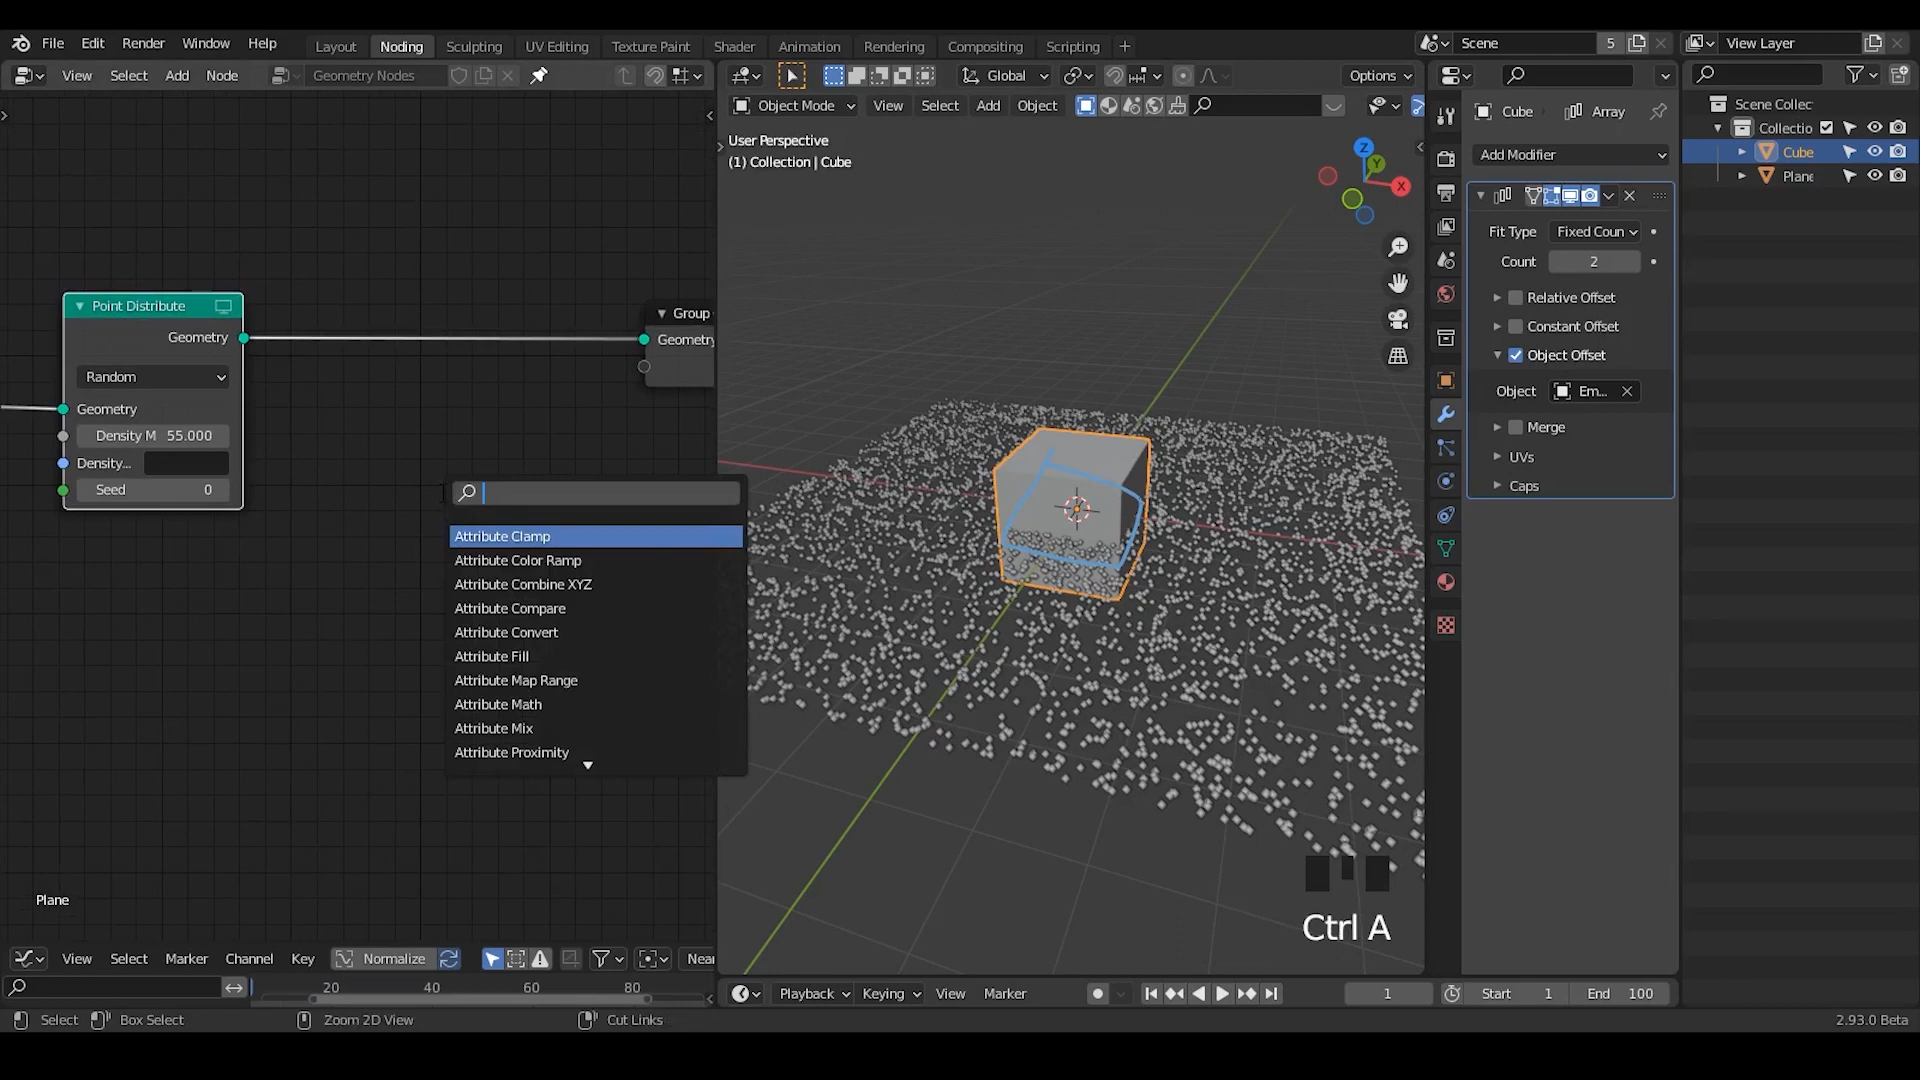 File Edit Render Window Help Layout Noding Sculpting UV Editing Texture Paint Shader Animation Rendering Compositing Scripting + Scene 5 View Layer
View Select Add Node Geometry Nodes Global Options
Object Mode View Select Add Object
User Perspective
(1) Collection | Cube
Z
Y
X
Point Distribute
Geometry
Random
Geometry
Density M 55.000
Density...
Seed 0
Group
Geometry
Attribute Clamp
Attribute Color Ramp
Attribute Combine XYZ
Attribute Compare
Attribute Convert
Attribute Fill
Attribute Map Range
Attribute Math
Attribute Mix
Attribute Proximity
Plane
Ctrl A
Cube Array
Add Modifier
Fit Type Fixed Coun
Count 2
Relative Offset
Constant Offset
Object Offset
Object Em...
Merge
UVs
Caps
Scene Collec
Collectio
Cube
Plane
View Select Marker Channel Key Normalize Near
20 40 60 80
Playback Keying View Marker 1 Start 1 End 100
Select Box Select Zoom 2D View Cut Links 2.93.0 Beta